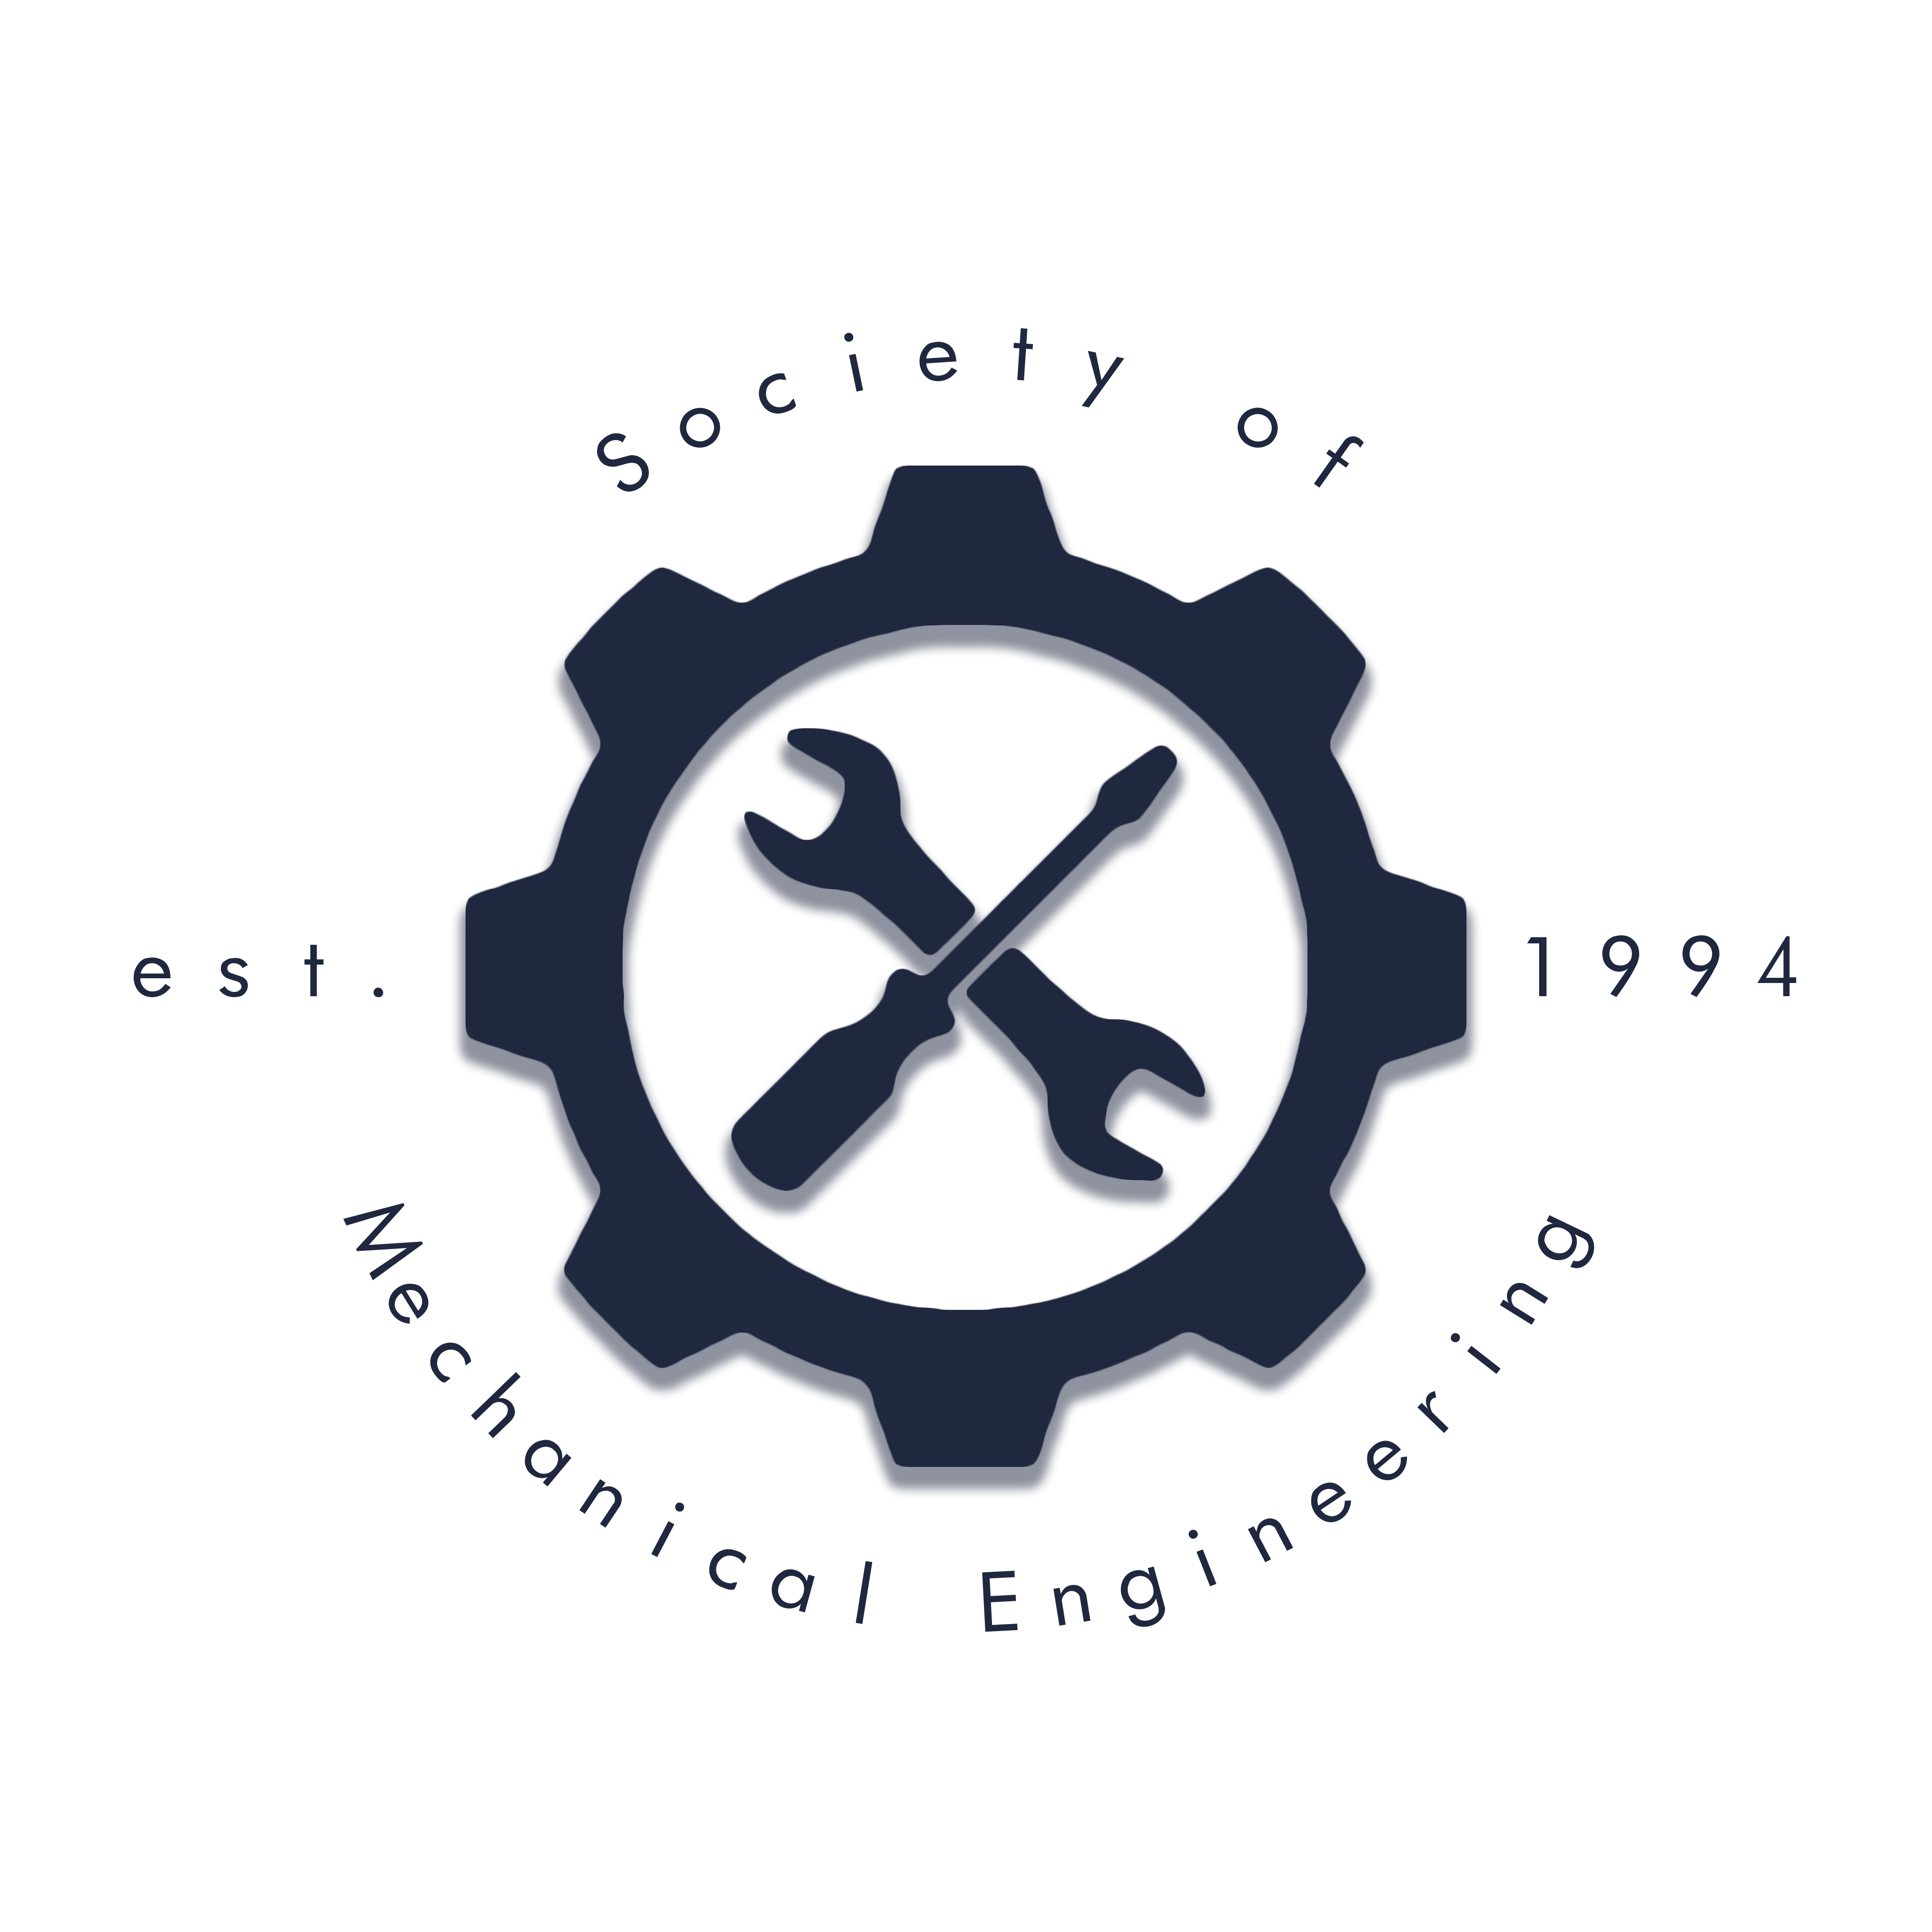 Society of
est. 1994
Mechanical Engineering